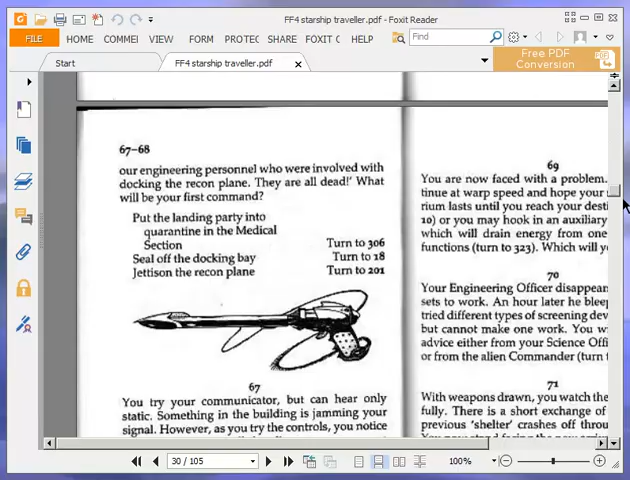 FF4 starship traveller.pdf - Foxit Reader
FILE HOME COMMEI VIEW FORM PROTEC SHARE FOXIT C HELP Find
Start FF4 starship traveller.pdf Free PDF
Conversion
67–68
our engineering personnel who were involved with
docking the recon plane. They are all dead!' What
will be your first command?
Put the landing party into
quarantine in the Medical
Section Turn to 306
Seal off the docking bay Turn to 18
Jettison the recon plane Turn to 201
67
You try your communicator, but can hear only
static. Something in the building is jamming your
signal. However, as you try the controls, you notice
69
You are now faced with a problem.
tinue at warp speed and hope your
rium lasts until you reach your desti
10) or you may hook in an auxiliary
which will drain energy from one
functions (turn to 323). Which will y
70
Your Engineering Officer disappear
sets to work. An hour later he bleep
tried different types of screening dev
but cannot make one work. You w
advice either from your Science Offi
or from the alien Commander (turn
71
With weapons drawn, you watch the
fully. There is a short exchange of
previous 'shelter' crashes off throu
30 / 105 100%